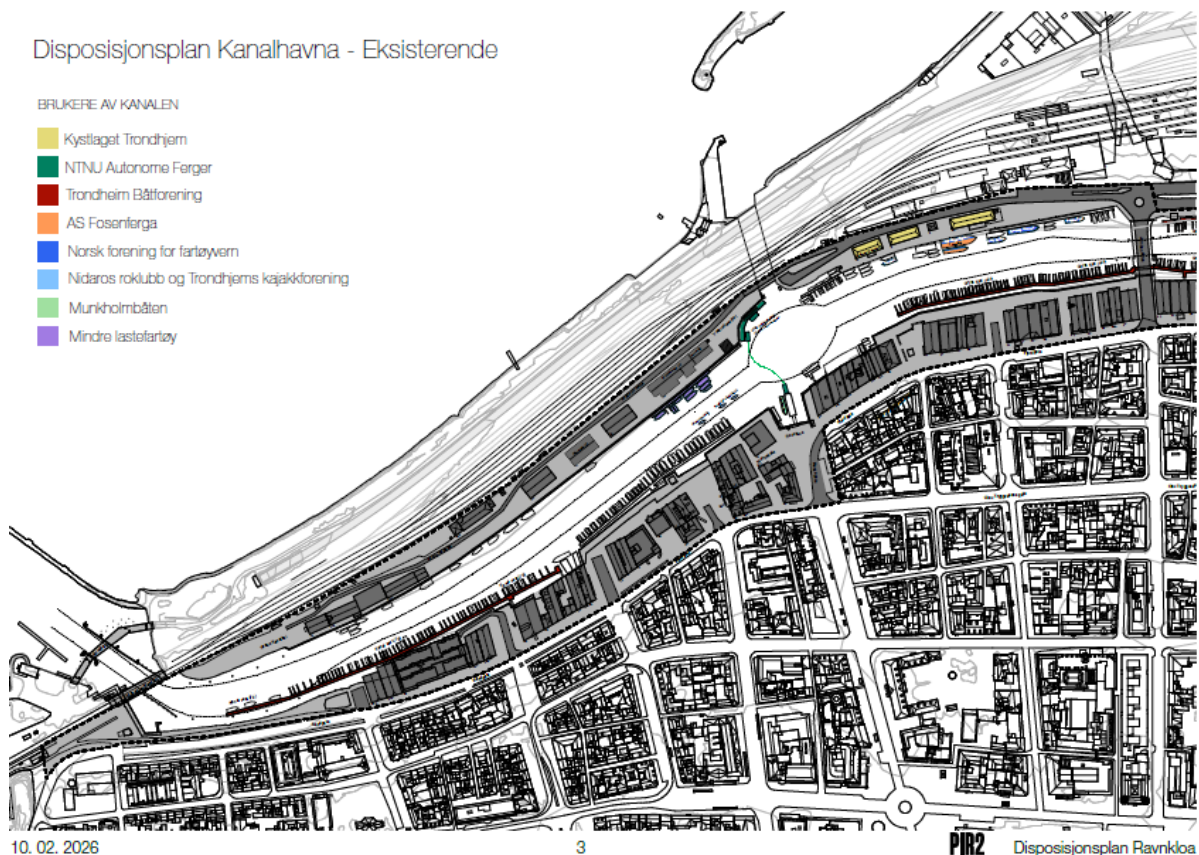 Disposisjonsplan Kanalhavna - Eksisterende
BRUKERE AV KANALEN
Kystlaget Trondhjem
NTNU Autonome Ferger
Trondheim Båtforening
AS Fosenferga
Norsk forening for fartøyvern
Nidaros roklubb og Trondhjems kajakkforening
Munkholmbåten
Mindre lastefartøy
10. 02. 2026
3
PIR2
Disposisjonsplan Ravnkloa